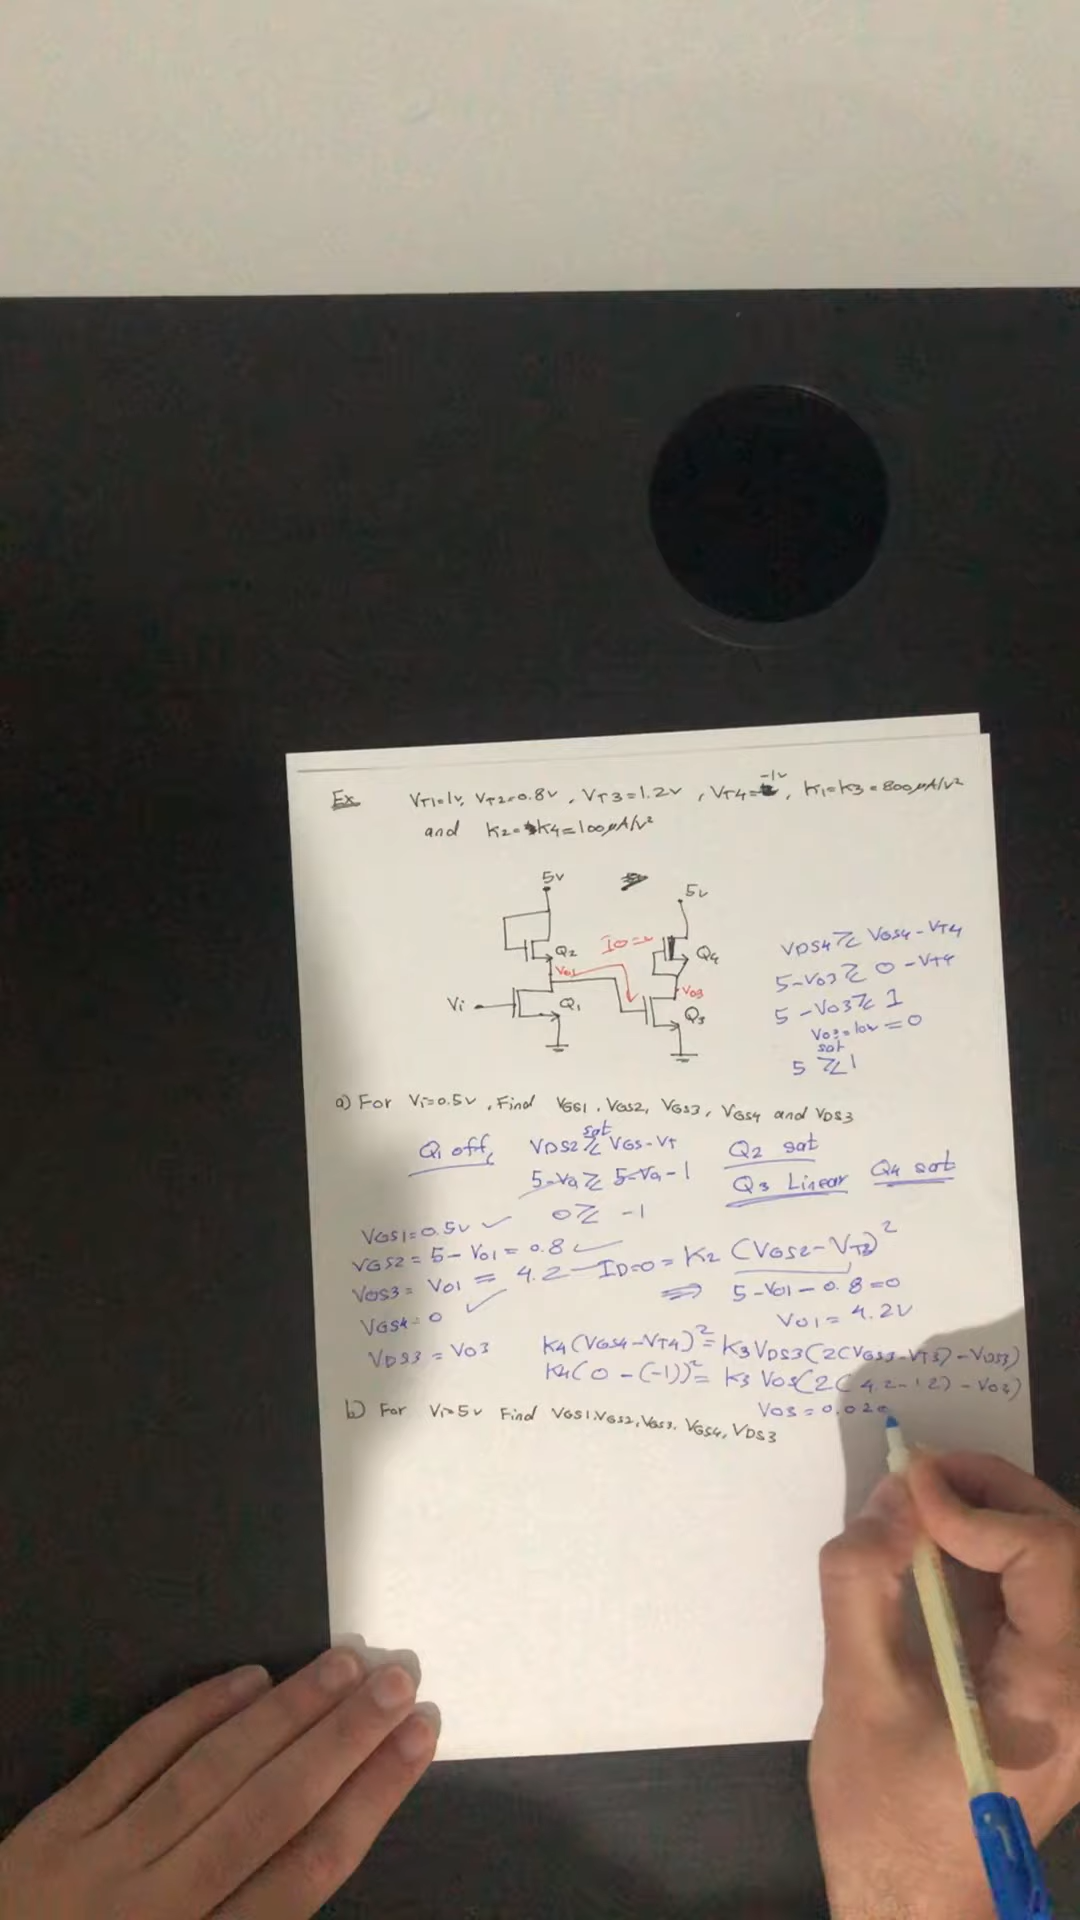 Ex VT1=1v, VT2=0.8v, VT3=1.2v, VT4=-1v, K1=K3=800µA/v²
and K2=K4=100µA/v²
5v
5v
Q2
ID=
Q4
Vo1
Vo3
Vi
Q1
Q3
VDS4 ≥ VGS4-VT4
5-Vo3 ≥ 0-VT4
5-Vo3 ≥ 1
Vo3=low=0
sat
5 ≥ 1
a) For Vi=0.5v, Find VGS1, VGS2, VGS3, VGS4 and VDS3
Q1 off,
sat
VDS2 ≥ VGS-VT
Q2 sat
5-Vo ≥ 5-Vo-1
Q3 Linear
Q4 sat
0 ≥ -1
VGS1=0.5v ✓
VGS2=5-Vo1=0.8 ✓
VGS3=Vo1=4.2
ID=0=K2(VGS2-VT2)²
⇒ 5-Vo1-0.8=0
Vo1=4.2V
VGS4=0 ✓
VDS3=Vo3
K4(VGS4-VT4)²=K3VDS3(2(VGS3-VT3)-VDS3)
K4(0-(-1))²=K3Vo3(2(4.2-1.2)-Vo3)
Vo3=0.02
b) For Vi=5v Find VGS1, VGS2, VGS3, VGS4, VDS3